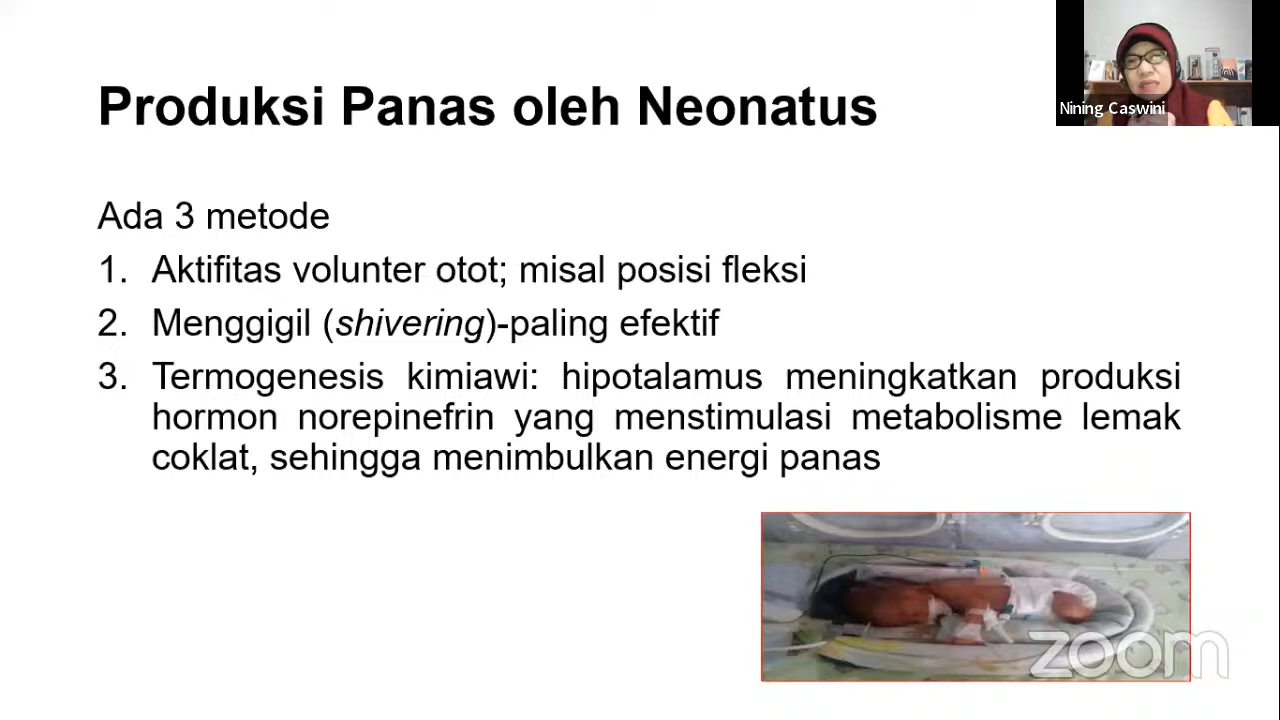 Produksi Panas oleh Neonatus
Nining Caswini
Ada 3 metode
1. Aktifitas volunter otot; misal posisi fleksi
2. Menggigil (shivering)-paling efektif
3. Termogenesis kimiawi: hipotalamus meningkatkan produksi
hormon norepinefrin yang menstimulasi metabolisme lemak
coklat, sehingga menimbulkan energi panas
zoom